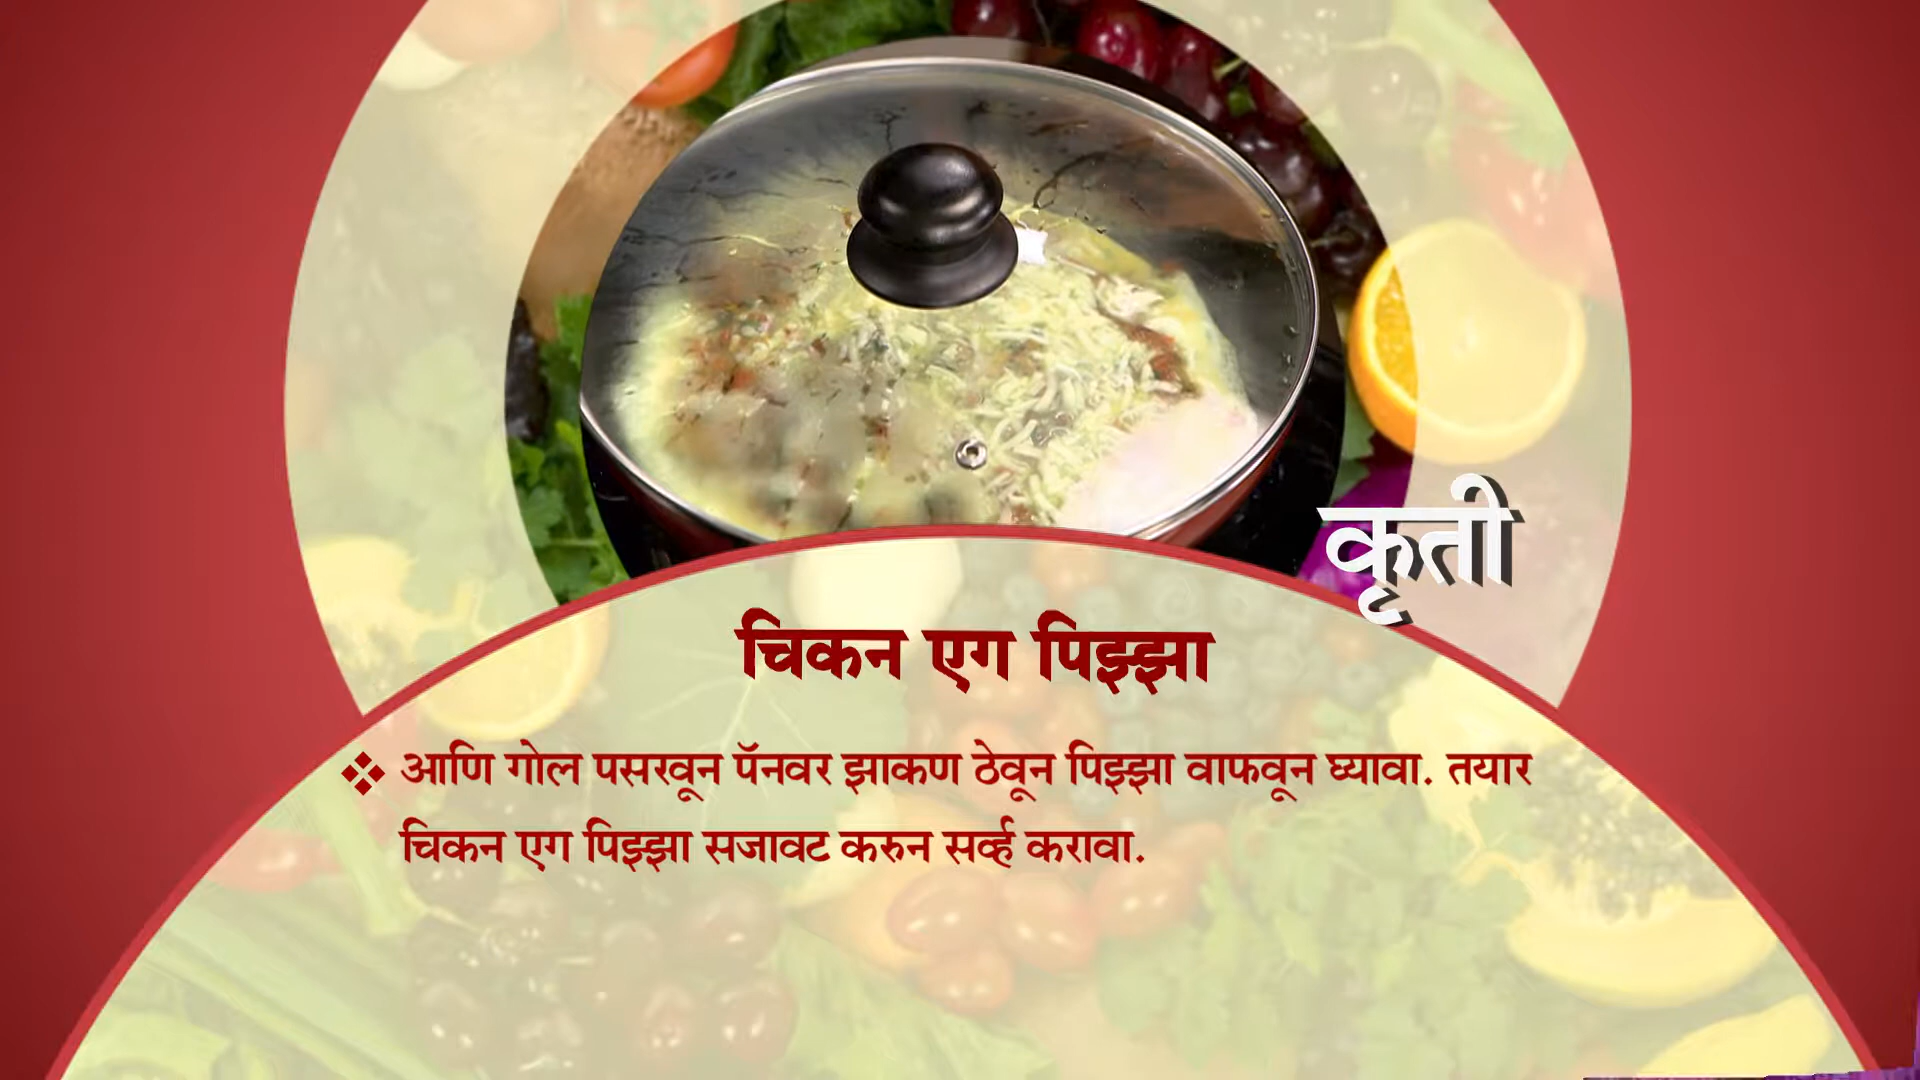 कृती
चिकन एग पिझ्झा
❖ आणि गोल पसरवून पॅनवर झाकण ठेवून पिझ्झा वाफवून घ्यावा. तयार
चिकन एग पिझ्झा सजावट करुन सर्व्ह करावा.